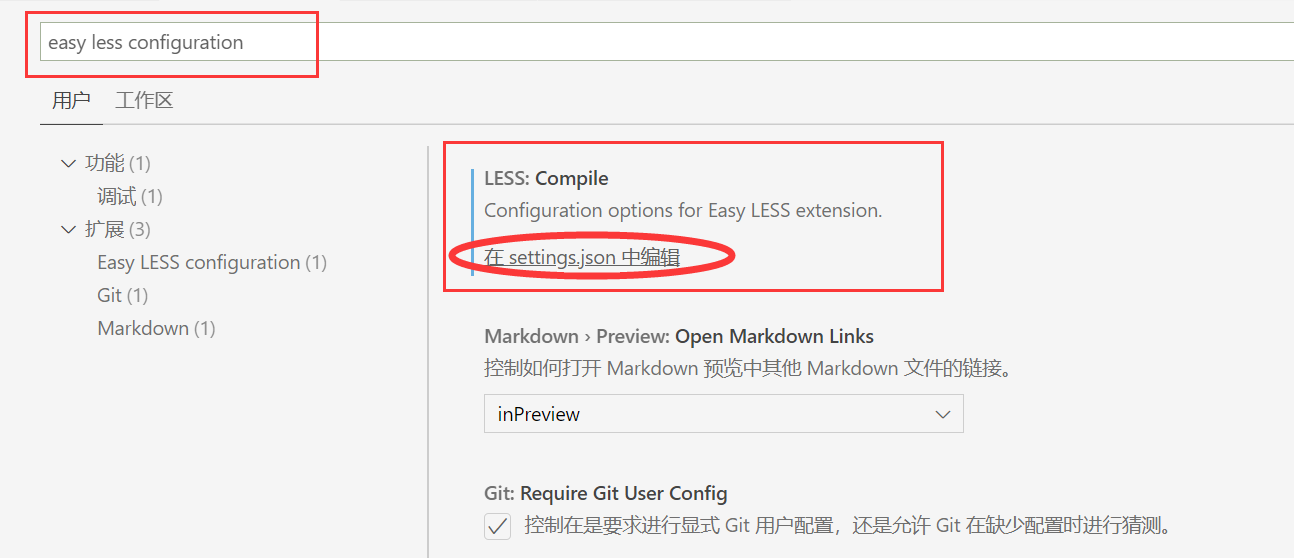 easy less configuration
用户 工作区
功能 (1)
调试 (1)
扩展 (3)
Easy LESS configuration (1)
Git (1)
Markdown (1)
LESS: Compile
Configuration options for Easy LESS extension.
在 settings.json 中编辑
Markdown › Preview: Open Markdown Links
控制如何打开 Markdown 预览中其他 Markdown 文件的链接。
inPreview
Git: Require Git User Config
控制在是要求进行显式 Git 用户配置，还是允许 Git 在缺少配置时进行猜测。